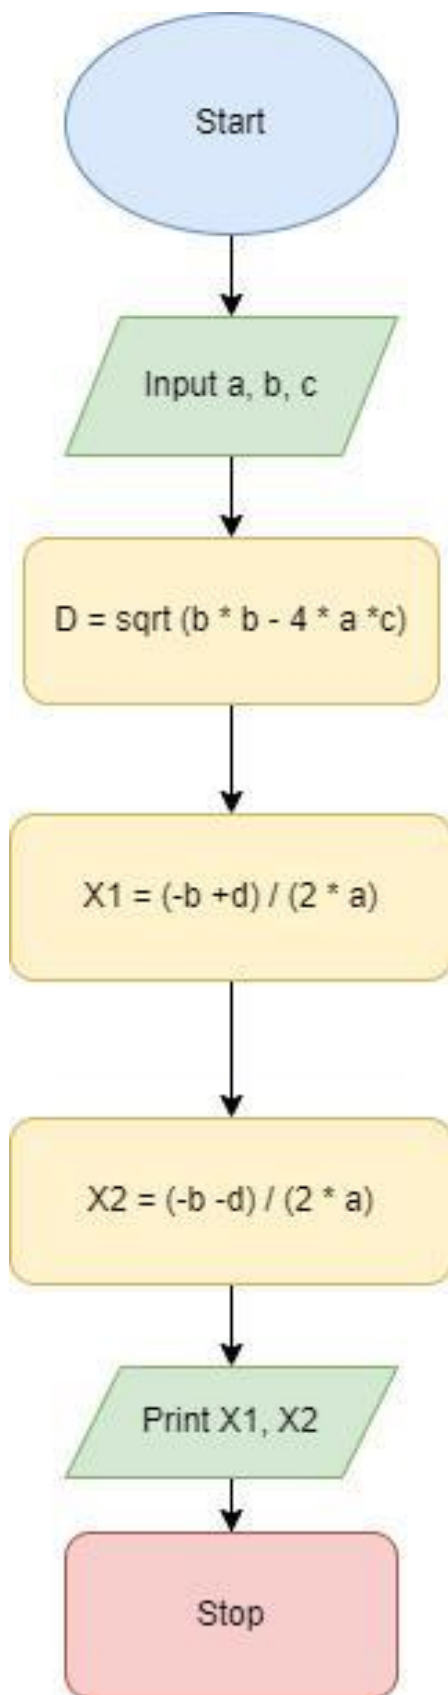 Start
Input a, b, c
D = sqrt (b * b - 4 * a *c)
X1 = (-b +d) / (2 * a)
X2 = (-b -d) / (2 * a)
Print X1, X2
Stop